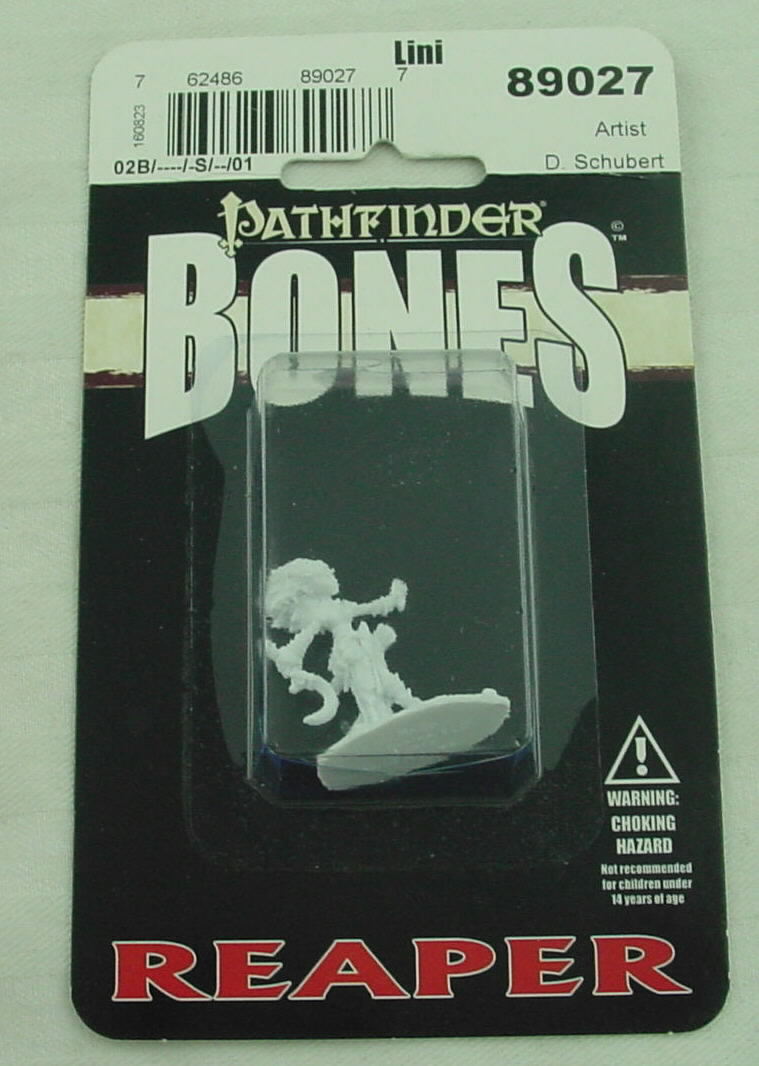 Lini
7 62486 89027 7
89027
160823
Artist
02B/----/-S/--/01
D. Schubert
PATHFINDER®
BONES
©
TM
WARNING:
CHOKING
HAZARD
Not recommended
for children under
14 years of age
REAPER